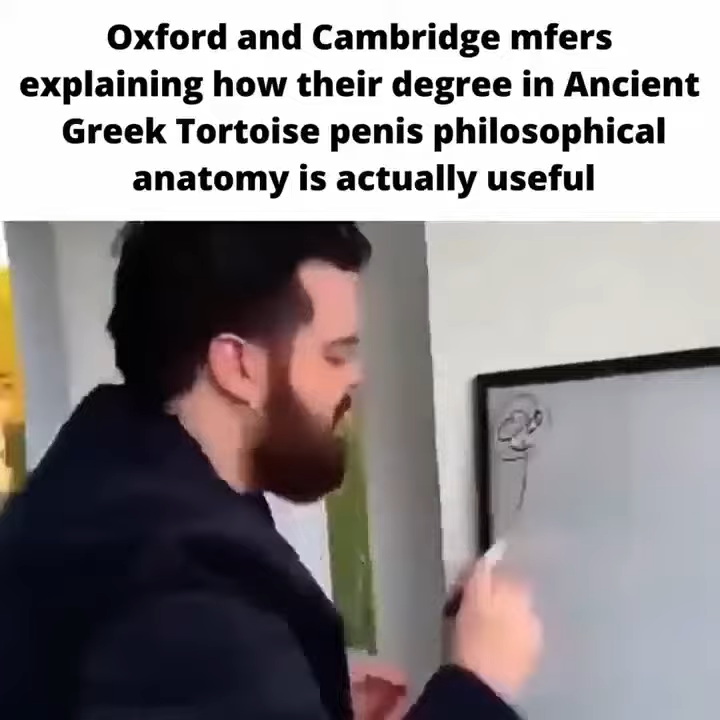 Oxford and Cambridge mfers
explaining how their degree in Ancient
Greek Tortoise penis philosophical
anatomy is actually useful